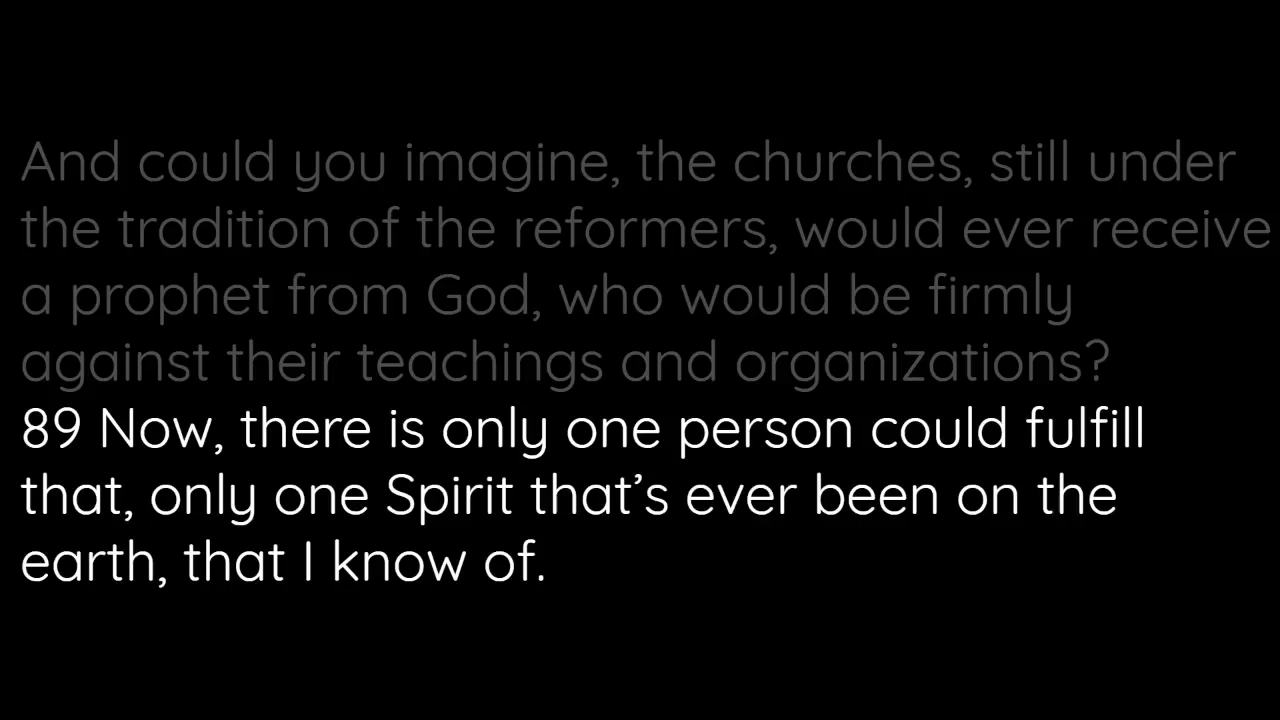 And could you imagine, the churches, still under
the tradition of the reformers, would ever receive
a prophet from God, who would be firmly
against their teachings and organizations?
89 Now, there is only one person could fulfill
that, only one Spirit that’s ever been on the
earth, that I know of.